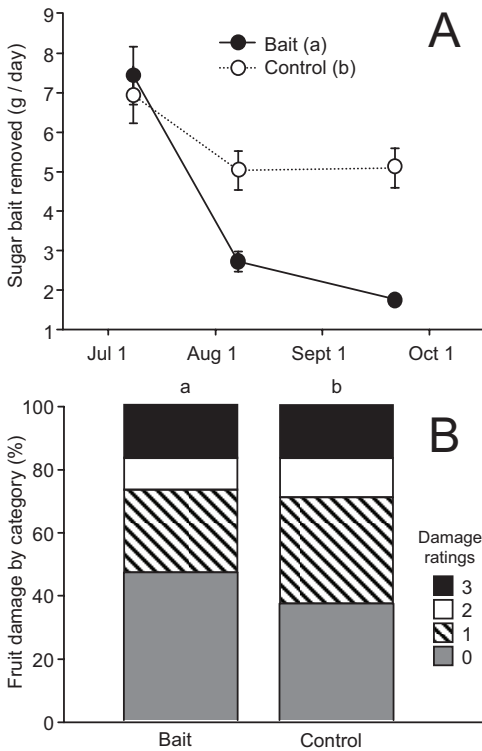 A
Bait (a)
Control (b)
Sugar bait removed (g / day)
9
8
7
6
5
4
3
2
1
Jul 1 Aug 1 Sept 1 Oct 1
B
a b
Fruit damage by category (%)
100
80
60
40
20
0
Damage
ratings
3
2
1
0
Bait Control